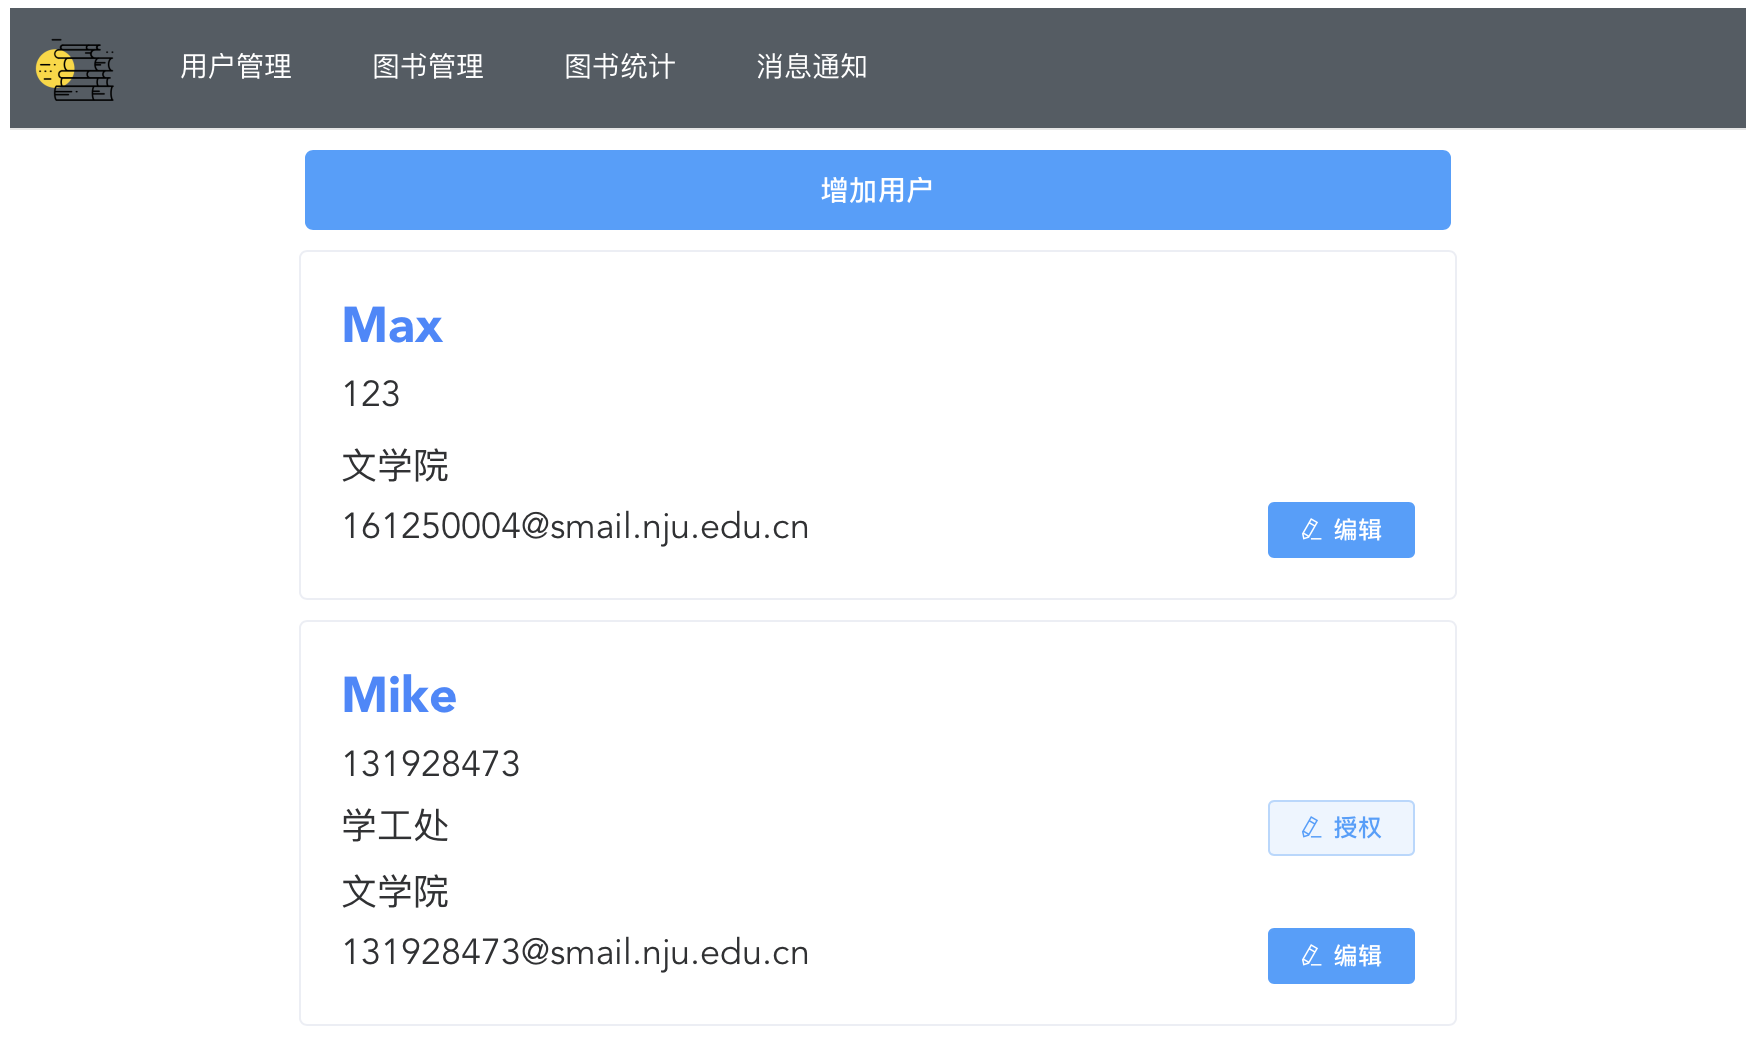 用户管理 图书管理 图书统计 消息通知
增加用户
Max
123
文学院
161250004@smail.nju.edu.cn
编辑
Mike
131928473
学工处
授权
文学院
131928473@smail.nju.edu.cn
编辑